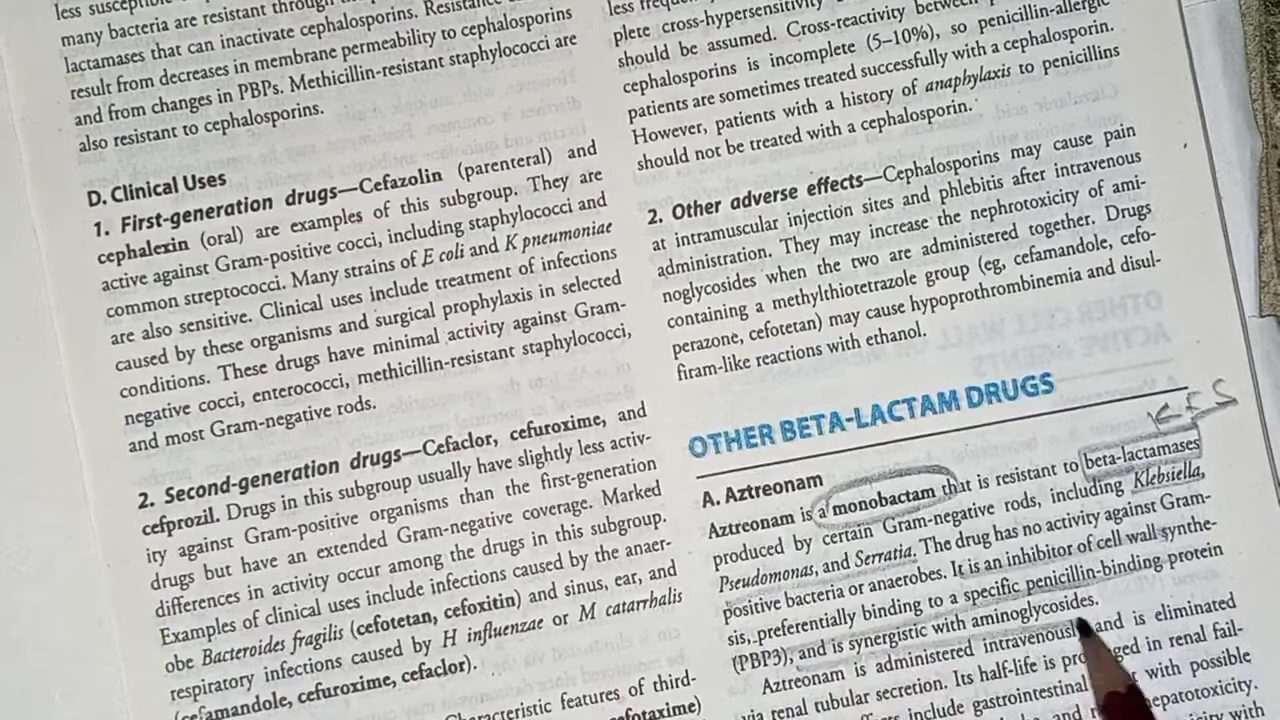 less suscepti
many bacteria are resistant through
lactamases that can inactivate cephalosporins. Resistance
result from decreases in membrane permeability to cephalosporins
and from changes in PBPs. Methicillin-resistant staphylococci are
also resistant to cephalosporins.
D. Clinical Uses
1. First-generation drugs—Cefazolin (parenteral) and
cephalexin (oral) are examples of this subgroup. They are
active against Gram-positive cocci, including staphylococci and
common streptococci. Many strains of E coli and K pneumoniae
are also sensitive. Clinical uses include treatment of infections
caused by these organisms and surgical prophylaxis in selected
conditions. These drugs have minimal activity against Gram-
negative cocci, enterococci, methicillin-resistant staphylococci,
and most Gram-negative rods.
2. Second-generation drugs—Cefaclor, cefuroxime, and
cefprozil. Drugs in this subgroup usually have slightly less activ-
ity against Gram-positive organisms than the first-generation
drugs but have an extended Gram-negative coverage. Marked
differences in activity occur among the drugs in this subgroup.
Examples of clinical uses include infections caused by the anaer-
obe Bacteroides fragilis (cefotetan, cefoxitin) and sinus, ear, and
respiratory infections caused by H influenzae or M catarrhalis
(cefamandole, cefuroxime, cefaclor).
Characteristic features of third-
cefotaxime)
less freque
plete cross-hypersensitivity
should be assumed. Cross-reactivity between
cephalosporins is incomplete (5–10%), so penicillin-allergic
patients are sometimes treated successfully with a cephalosporin.
However, patients with a history of anaphylaxis to penicillins
should not be treated with a cephalosporin.
2. Other adverse effects—Cephalosporins may cause pain
at intramuscular injection sites and phlebitis after intravenous
administration. They may increase the nephrotoxicity of ami-
noglycosides when the two are administered together. Drugs
containing a methylthiotetrazole group (eg, cefamandole, cefo-
perazone, cefotetan) may cause hypoprothrombinemia and disul-
firam-like reactions with ethanol.
OTHER BETA-LACTAM DRUGS
KES
A. Aztreonam
Aztreonam is a monobactam that is resistant to beta-lactamases
produced by certain Gram-negative rods, including Klebsiella,
Pseudomonas, and Serratia. The drug has no activity against Gram-
positive bacteria or anaerobes. It is an inhibitor of cell wall synthe-
sis, preferentially binding to a specific penicillin-binding protein
(PBP3), and is synergistic with aminoglycosides.
Aztreonam is administered intravenously and is eliminated
via renal tubular secretion. Its half-life is prolonged in renal fail-
include gastrointestinal with possible
hepatotoxicity.
with